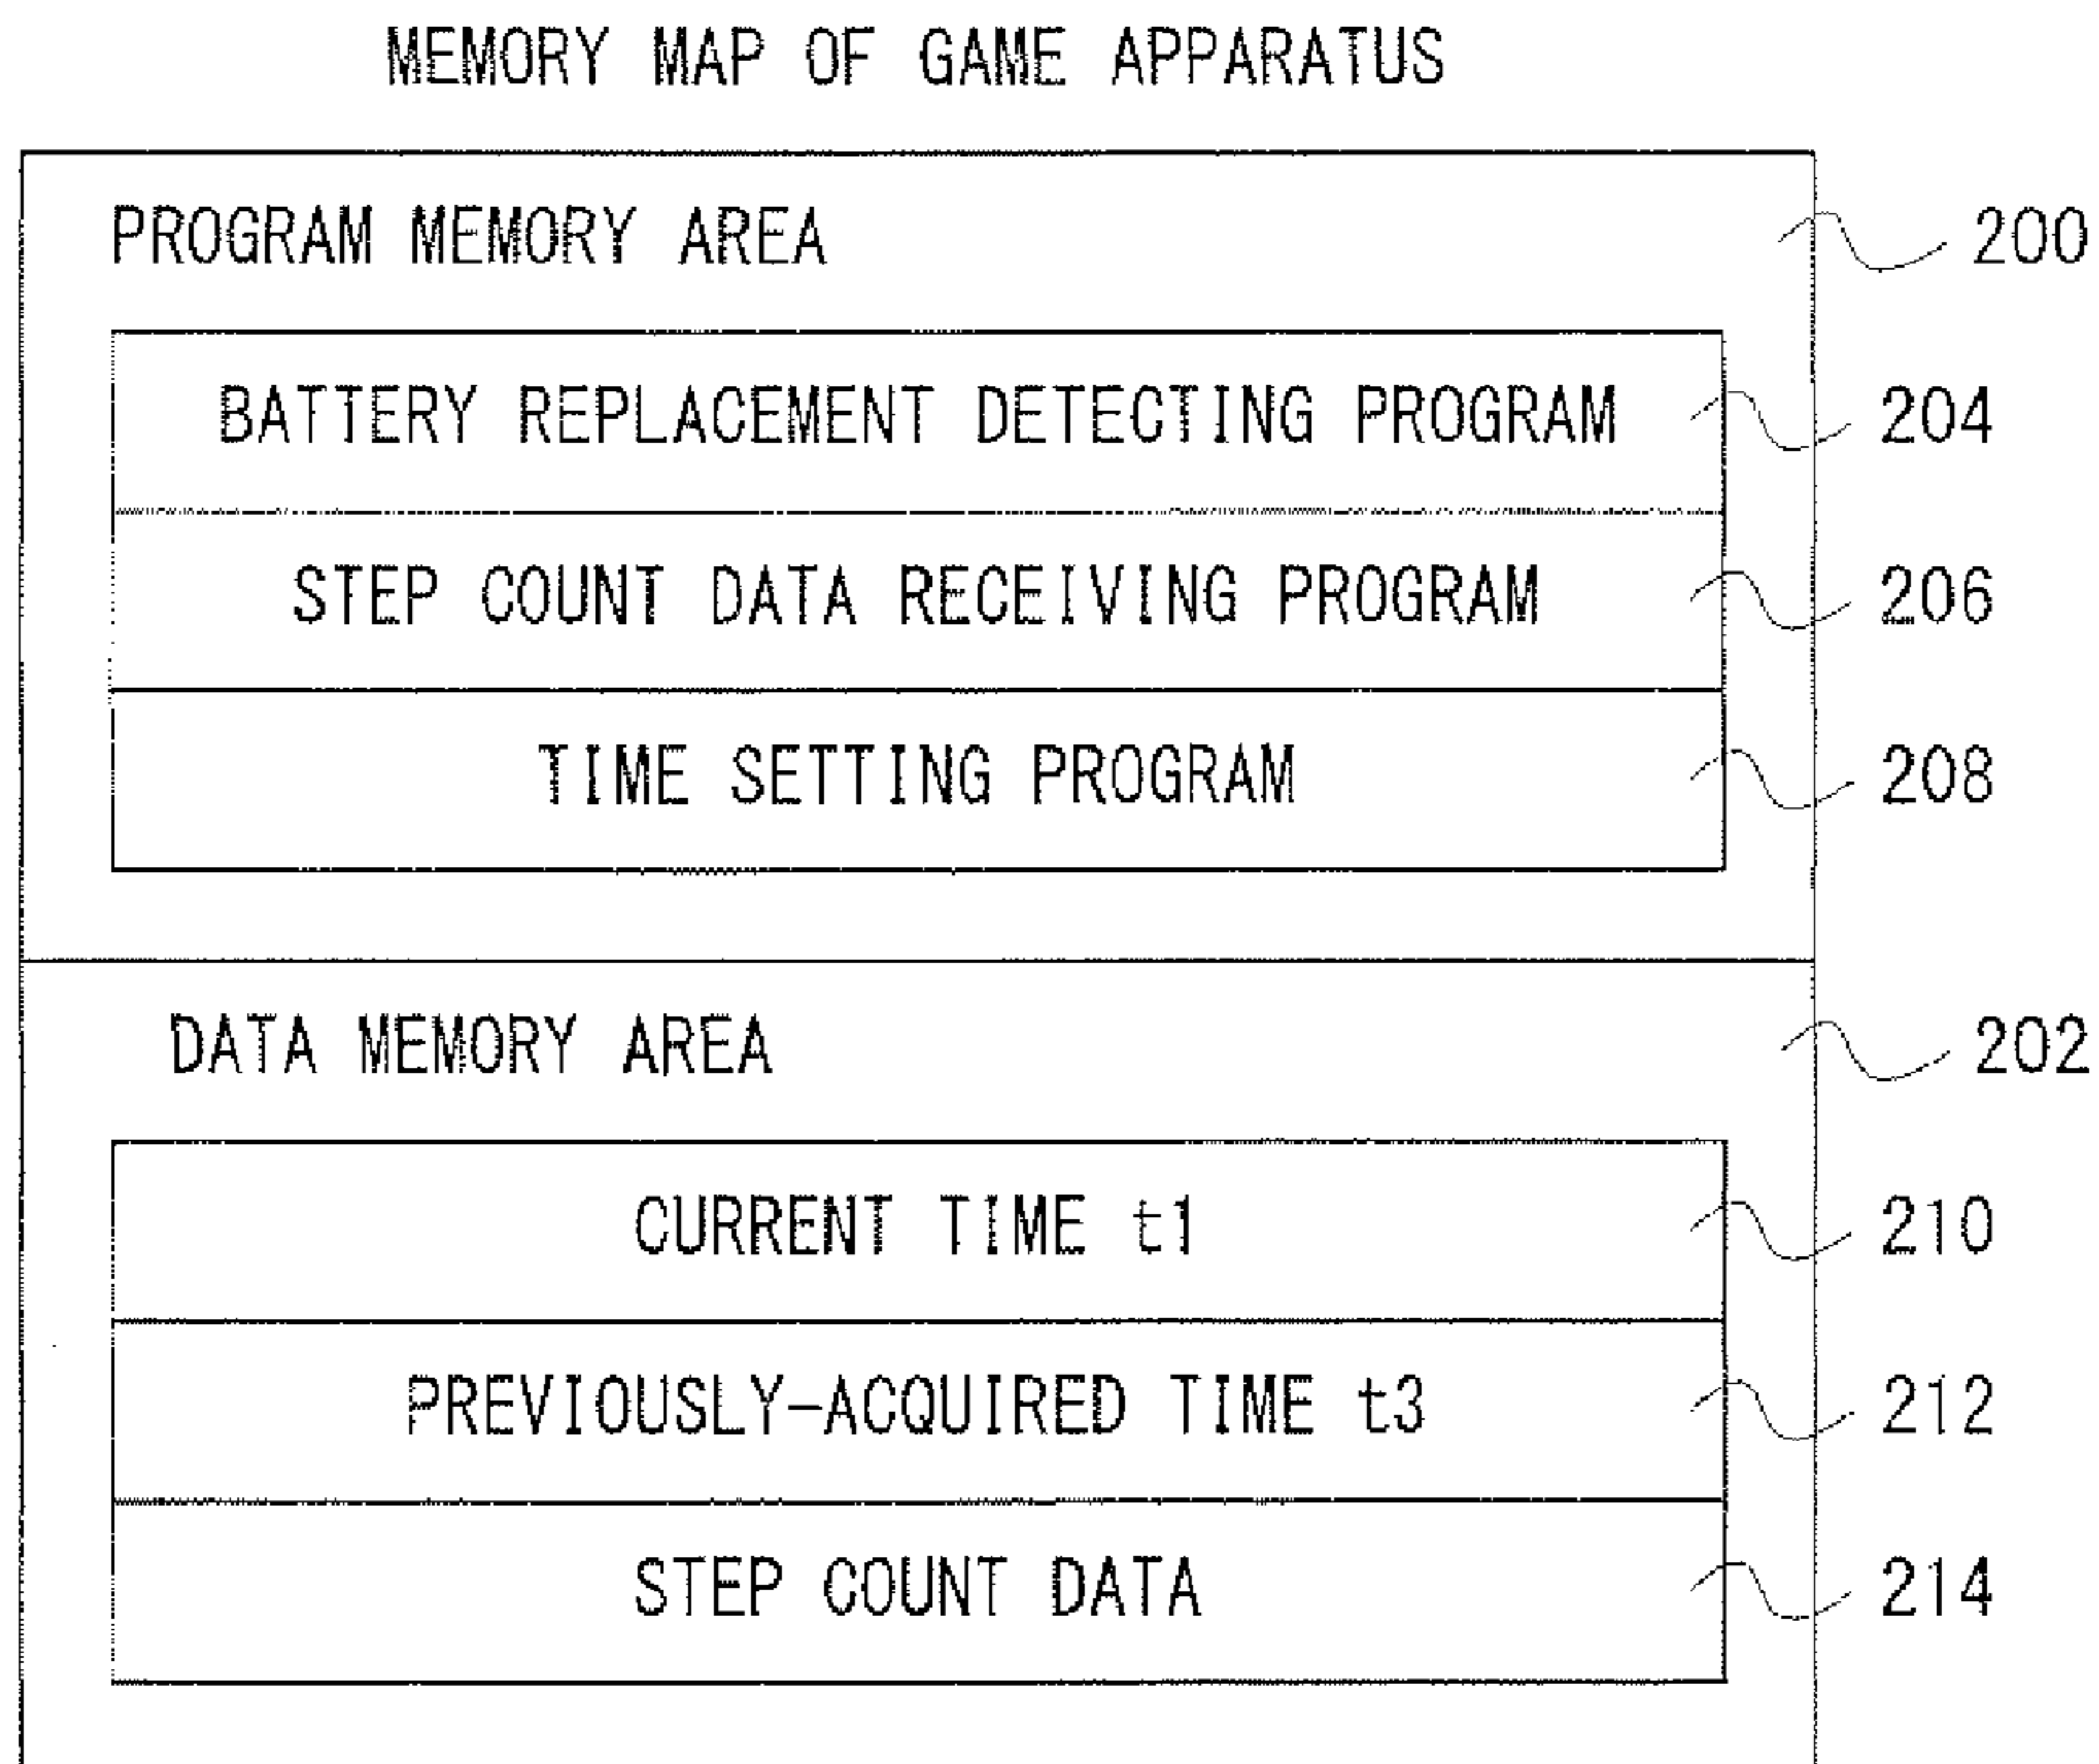 MEMORY MAP OF GAME APPARATUS
PROGRAM MEMORY AREA 200
BATTERY REPLACEMENT DETECTING PROGRAM 204
STEP COUNT DATA RECEIVING PROGRAM 206
TIME SETTING PROGRAM 208
DATA MEMORY AREA 202
CURRENT TIME t1 210
PREVIOUSLY-ACQUIRED TIME t3 212
STEP COUNT DATA 214